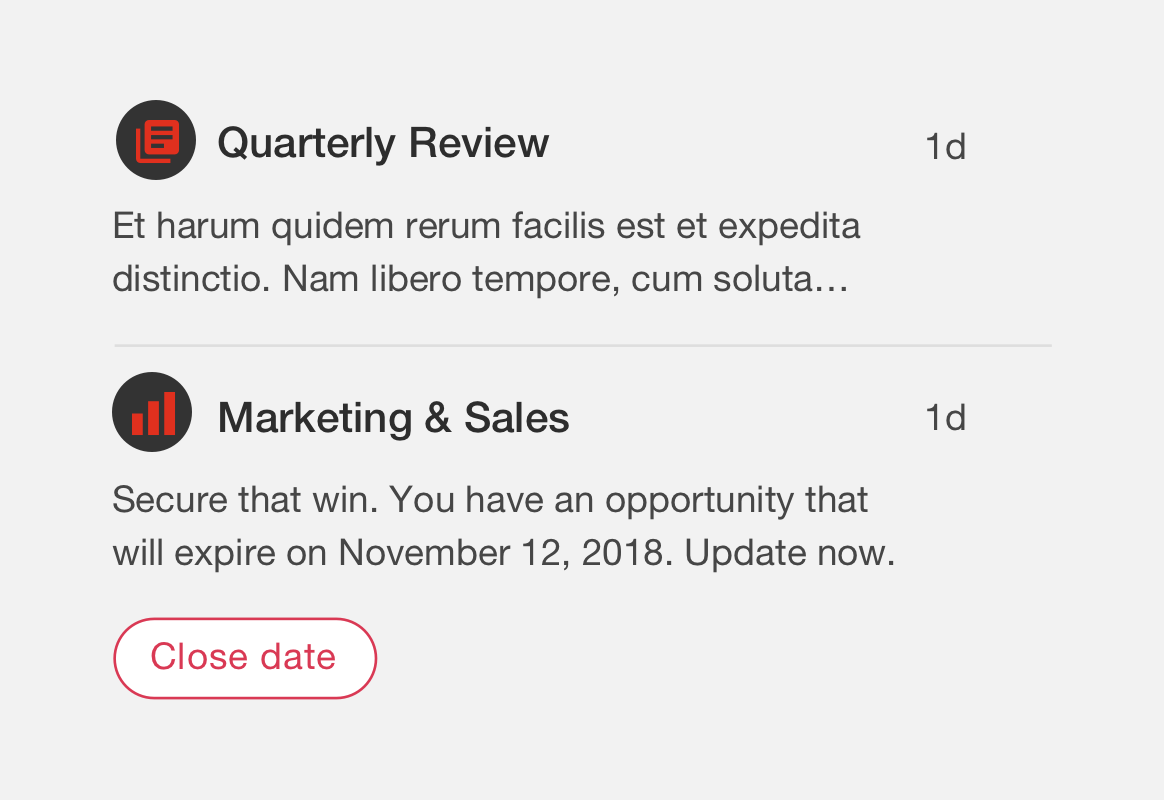 Quarterly Review 1d
Et harum quidem rerum facilis est et expedita
distinctio. Nam libero tempore, cum soluta…
Marketing & Sales 1d
Secure that win. You have an opportunity that
will expire on November 12, 2018. Update now.
Close date